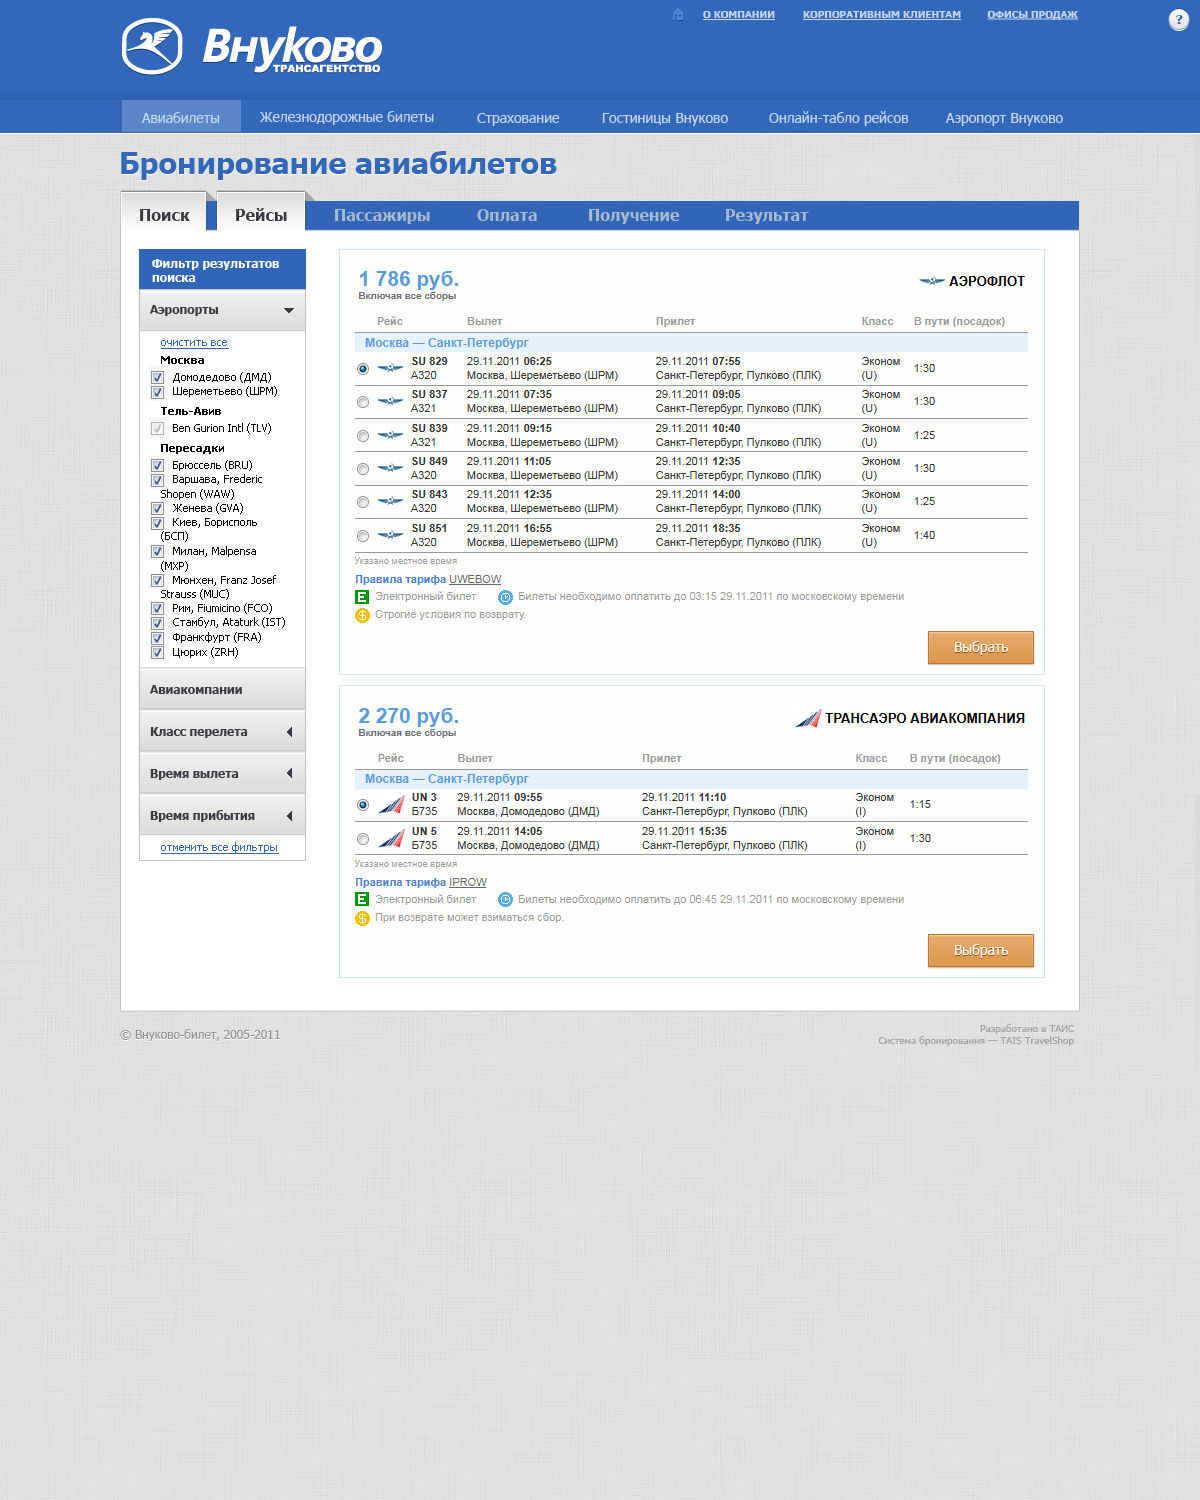 О КОМПАНИИ КОРПОРАТИВНЫМ КЛИЕНТАМ ОФИСЫ ПРОДАЖ ?
Внуково
ТРАНСАГЕНТСТВО
Авиабилеты Железнодорожные билеты Страхование Гостиницы Внуково Онлайн-табло рейсов Аэропорт Внуково
Бронирование авиабилетов
Поиск Рейсы Пассажиры Оплата Получение Результат
Фильтр результатов
поиска
Аэропорты
очистить все
Москва
Домодедово (ДМД)
Шереметьево (ШРМ)
Тель-Авив
Ben Gurion Intl (TLV)
Пересадки
Брюссель (BRU)
Варшава, Frederic
Shopen (WAW)
Женева (GVA)
Киев, Борисполь
(БСП)
Милан, Malpensa
(MXP)
Мюнхен, Franz Josef
Strauss (MUC)
Рим, Fiumicino (FCO)
Стамбул, Ataturk (IST)
Франкфурт (FRA)
Цюрих (ZRH)
Авиакомпании
Класс перелета
Время вылета
Время прибытия
отменить все фильтры
1 786 руб.
Включая все сборы
АЭРОФЛОТ
Рейс Вылет Прилет Класс В пути (посадок)
Москва — Санкт-Петербург
SU 829 29.11.2011 06:25 29.11.2011 07:55 Эконом 1:30
А320 Москва, Шереметьево (ШРМ) Санкт-Петербург, Пулково (ПЛК) (U)
SU 837 29.11.2011 07:35 29.11.2011 09:05 Эконом 1:30
А321 Москва, Шереметьево (ШРМ) Санкт-Петербург, Пулково (ПЛК) (U)
SU 839 29.11.2011 09:15 29.11.2011 10:40 Эконом 1:25
А321 Москва, Шереметьево (ШРМ) Санкт-Петербург, Пулково (ПЛК) (U)
SU 849 29.11.2011 11:05 29.11.2011 12:35 Эконом 1:30
А320 Москва, Шереметьево (ШРМ) Санкт-Петербург, Пулково (ПЛК) (U)
SU 843 29.11.2011 12:35 29.11.2011 14:00 Эконом 1:25
А320 Москва, Шереметьево (ШРМ) Санкт-Петербург, Пулково (ПЛК) (U)
SU 851 29.11.2011 16:55 29.11.2011 18:35 Эконом 1:40
А320 Москва, Шереметьево (ШРМ) Санкт-Петербург, Пулково (ПЛК) (U)
Указано местное время
Правила тарифа UWEBOW
E Электронный билет Билеты необходимо оплатить до 03:15 29.11.2011 по московскому времени
$ Строгие условия по возврату.
Выбрать
2 270 руб.
Включая все сборы
ТРАНСАЭРО АВИАКОМПАНИЯ
Рейс Вылет Прилет Класс В пути (посадок)
Москва — Санкт-Петербург
UN 3 29.11.2011 09:55 29.11.2011 11:10 Эконом 1:15
Б735 Москва, Домодедово (ДМД) Санкт-Петербург, Пулково (ПЛК) (I)
UN 5 29.11.2011 14:05 29.11.2011 15:35 Эконом 1:30
Б735 Москва, Домодедово (ДМД) Санкт-Петербург, Пулково (ПЛК) (I)
Указано местное время
Правила тарифа IPROW
E Электронный билет Билеты необходимо оплатить до 06:45 29.11.2011 по московскому времени
$ При возврате может взиматься сбор.
Выбрать
© Внуково-билет, 2005-2011
Разработано в ТАИС
Система бронирования — TAIS TravelShop